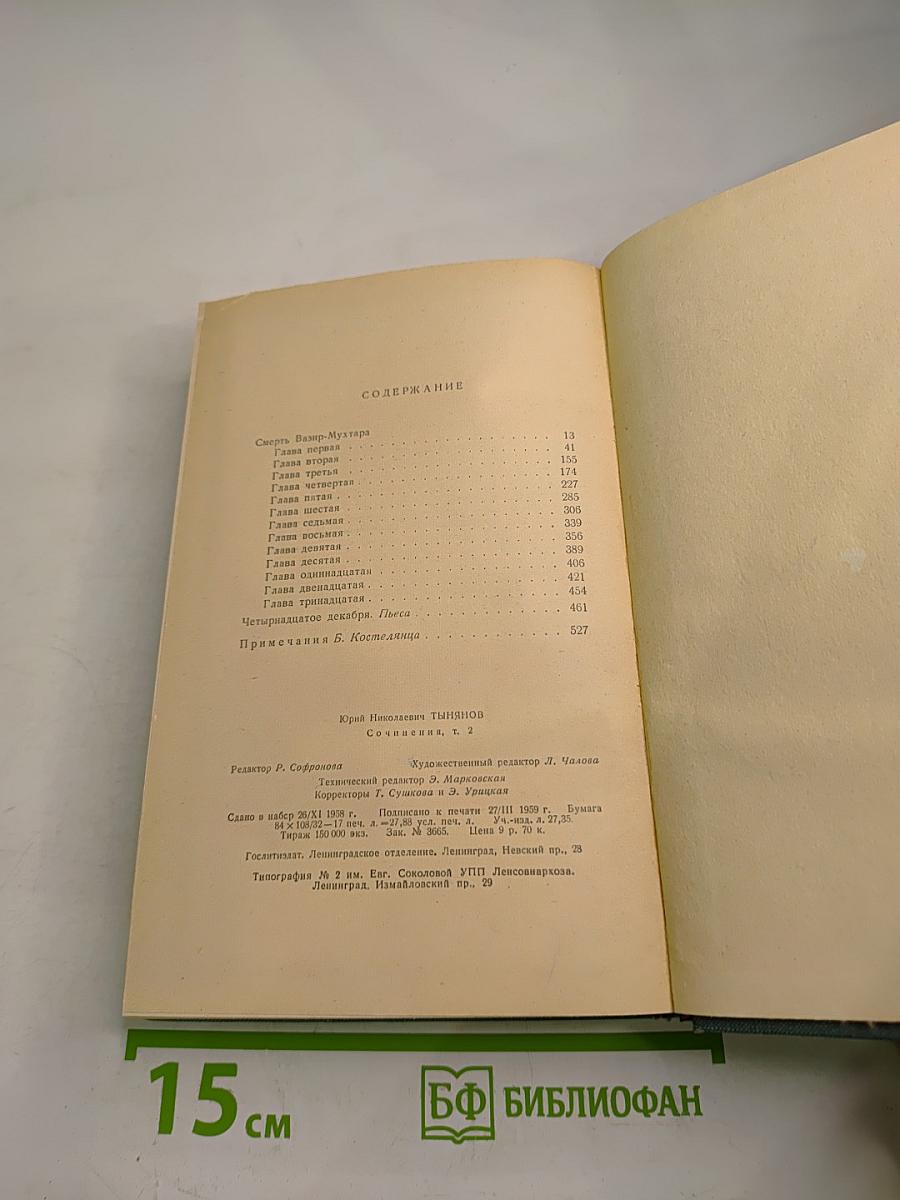 СОДЕРЖАНИЕ
Смерть Вазир-Мухтара
Глава первая . . . . . . . . . . . . . . . . . 13
Глава вторая . . . . . . . . . . . . . . . . . 41
Глава третья . . . . . . . . . . . . . . . . . 155
Глава четвертая . . . . . . . . . . . . . . . . 174
Глава пятая . . . . . . . . . . . . . . . . . 227
Глава шестая . . . . . . . . . . . . . . . . . 285
Глава седьмая . . . . . . . . . . . . . . . . . 306
Глава восьмая . . . . . . . . . . . . . . . . . 339
Глава девятая . . . . . . . . . . . . . . . . . 356
Глава десятая . . . . . . . . . . . . . . . . . 389
Глава одиннадцатая . . . . . . . . . . . . . . 406
Глава двенадцатая . . . . . . . . . . . . . . . 421
Глава тринадцатая . . . . . . . . . . . . . . . 454
Четырнадцатое декабря. Пьеса . . . . . . . . . . . 461
Примечания Б. Костелянца . . . . . . . . . . . . 527
Юрий Николаевич ТЫНЯНОВ
Сочинения, т. 2
Редактор Р. Софронова Художественный редактор Л. Чалова
Технический редактор Э. Марковская
Корректоры Т. Сушкова и Э. Урицкая
Сдано в набор 26/XI 1958 г. Подписано к печати 27/III 1959 г. Бумага
84×108/32—17 печ. л.=27,88 усл. печ. л. Уч.-изд. л. 27,35.
Тираж 150 000 экз. Зак. № 3665. Цена 9 р. 70 к.
Гослитиздат. Ленинградское отделение. Ленинград, Невский пр., 28
Типография № 2 им. Евг. Соколовой УПП Ленсовнархоза.
Ленинград, Измайловский пр., 29
15 см
БФ БИБЛИОФАН